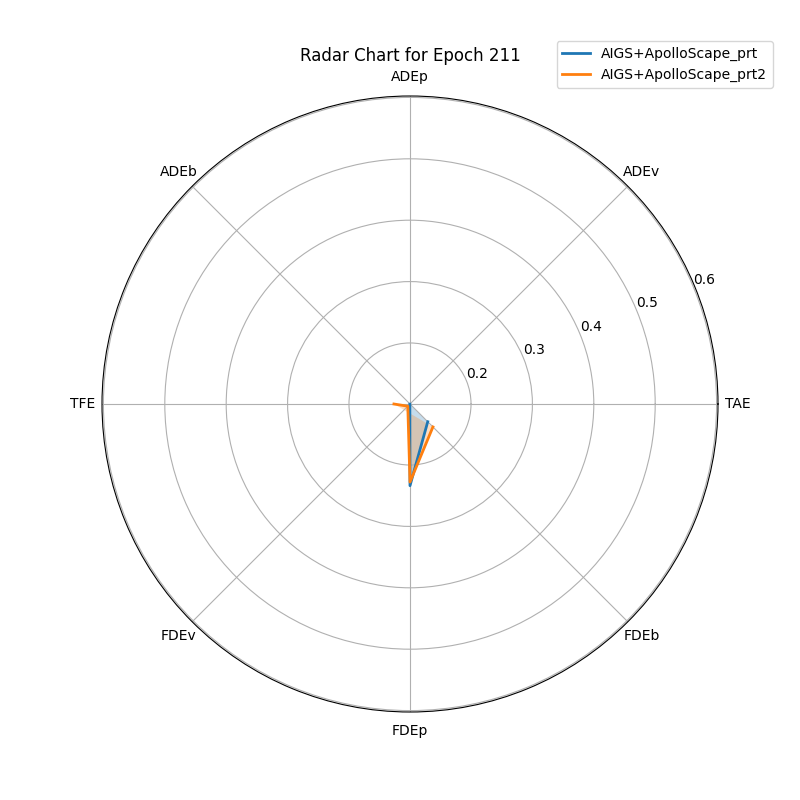 Radar Chart for Epoch 211
AIGS+ApolloScape_prt
AIGS+ApolloScape_prt2
ADEp
ADEb
ADEv
0.6
0.5
0.4
0.3
0.2
TFE
TAE
FDEv
FDEb
FDEp